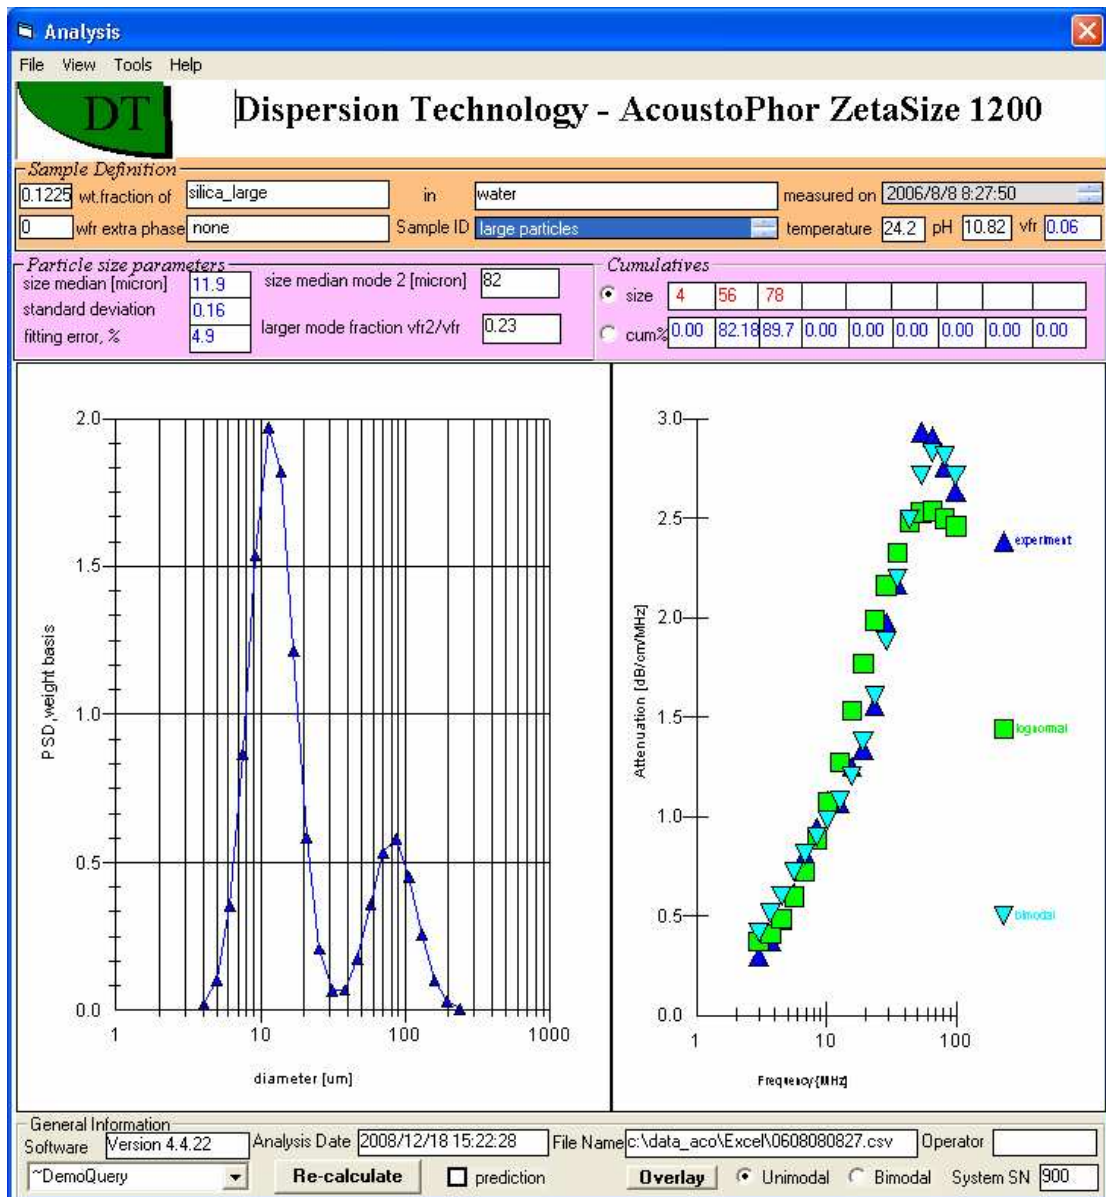 Analysis
File View Tools Help
DT
Dispersion Technology - AcoustoPhor ZetaSize 1200
Sample Definition
0.1225 wt.fraction of silica_large in water measured on 2006/8/8 8:27:50
0 wfr extra phase none Sample ID large particles temperature 24.2 pH 10.82 vfr 0.06
Particle size parameters
size median [micron] 11.9 size median mode 2 [micron] 82
standard deviation 0.16
fitting error, % 4.9 larger mode fraction vfr2/vfr 0.23
Cumulatives
size 4 56 78
cum% 0.00 82.18 89.7 0.00 0.00 0.00 0.00 0.00 0.00
2.0
1.5
1.0
0.5
0.0
PSD,weight basis
1 10 100 1000
diameter [um]
3.0
2.5
2.0
1.5
1.0
0.5
0.0
Attenuation [dB/cm/MHz]
1 10 100
Frequency[MHz]
experiment
lognormal
bimodal
General Information
Software Version 4.4.22 Analysis Date 2008/12/18 15:22:28 File Name c:\data_aco\Excel\0608080827.csv Operator
~DemoQuery Re-calculate prediction Overlay Unimodal Bimodal System SN 900